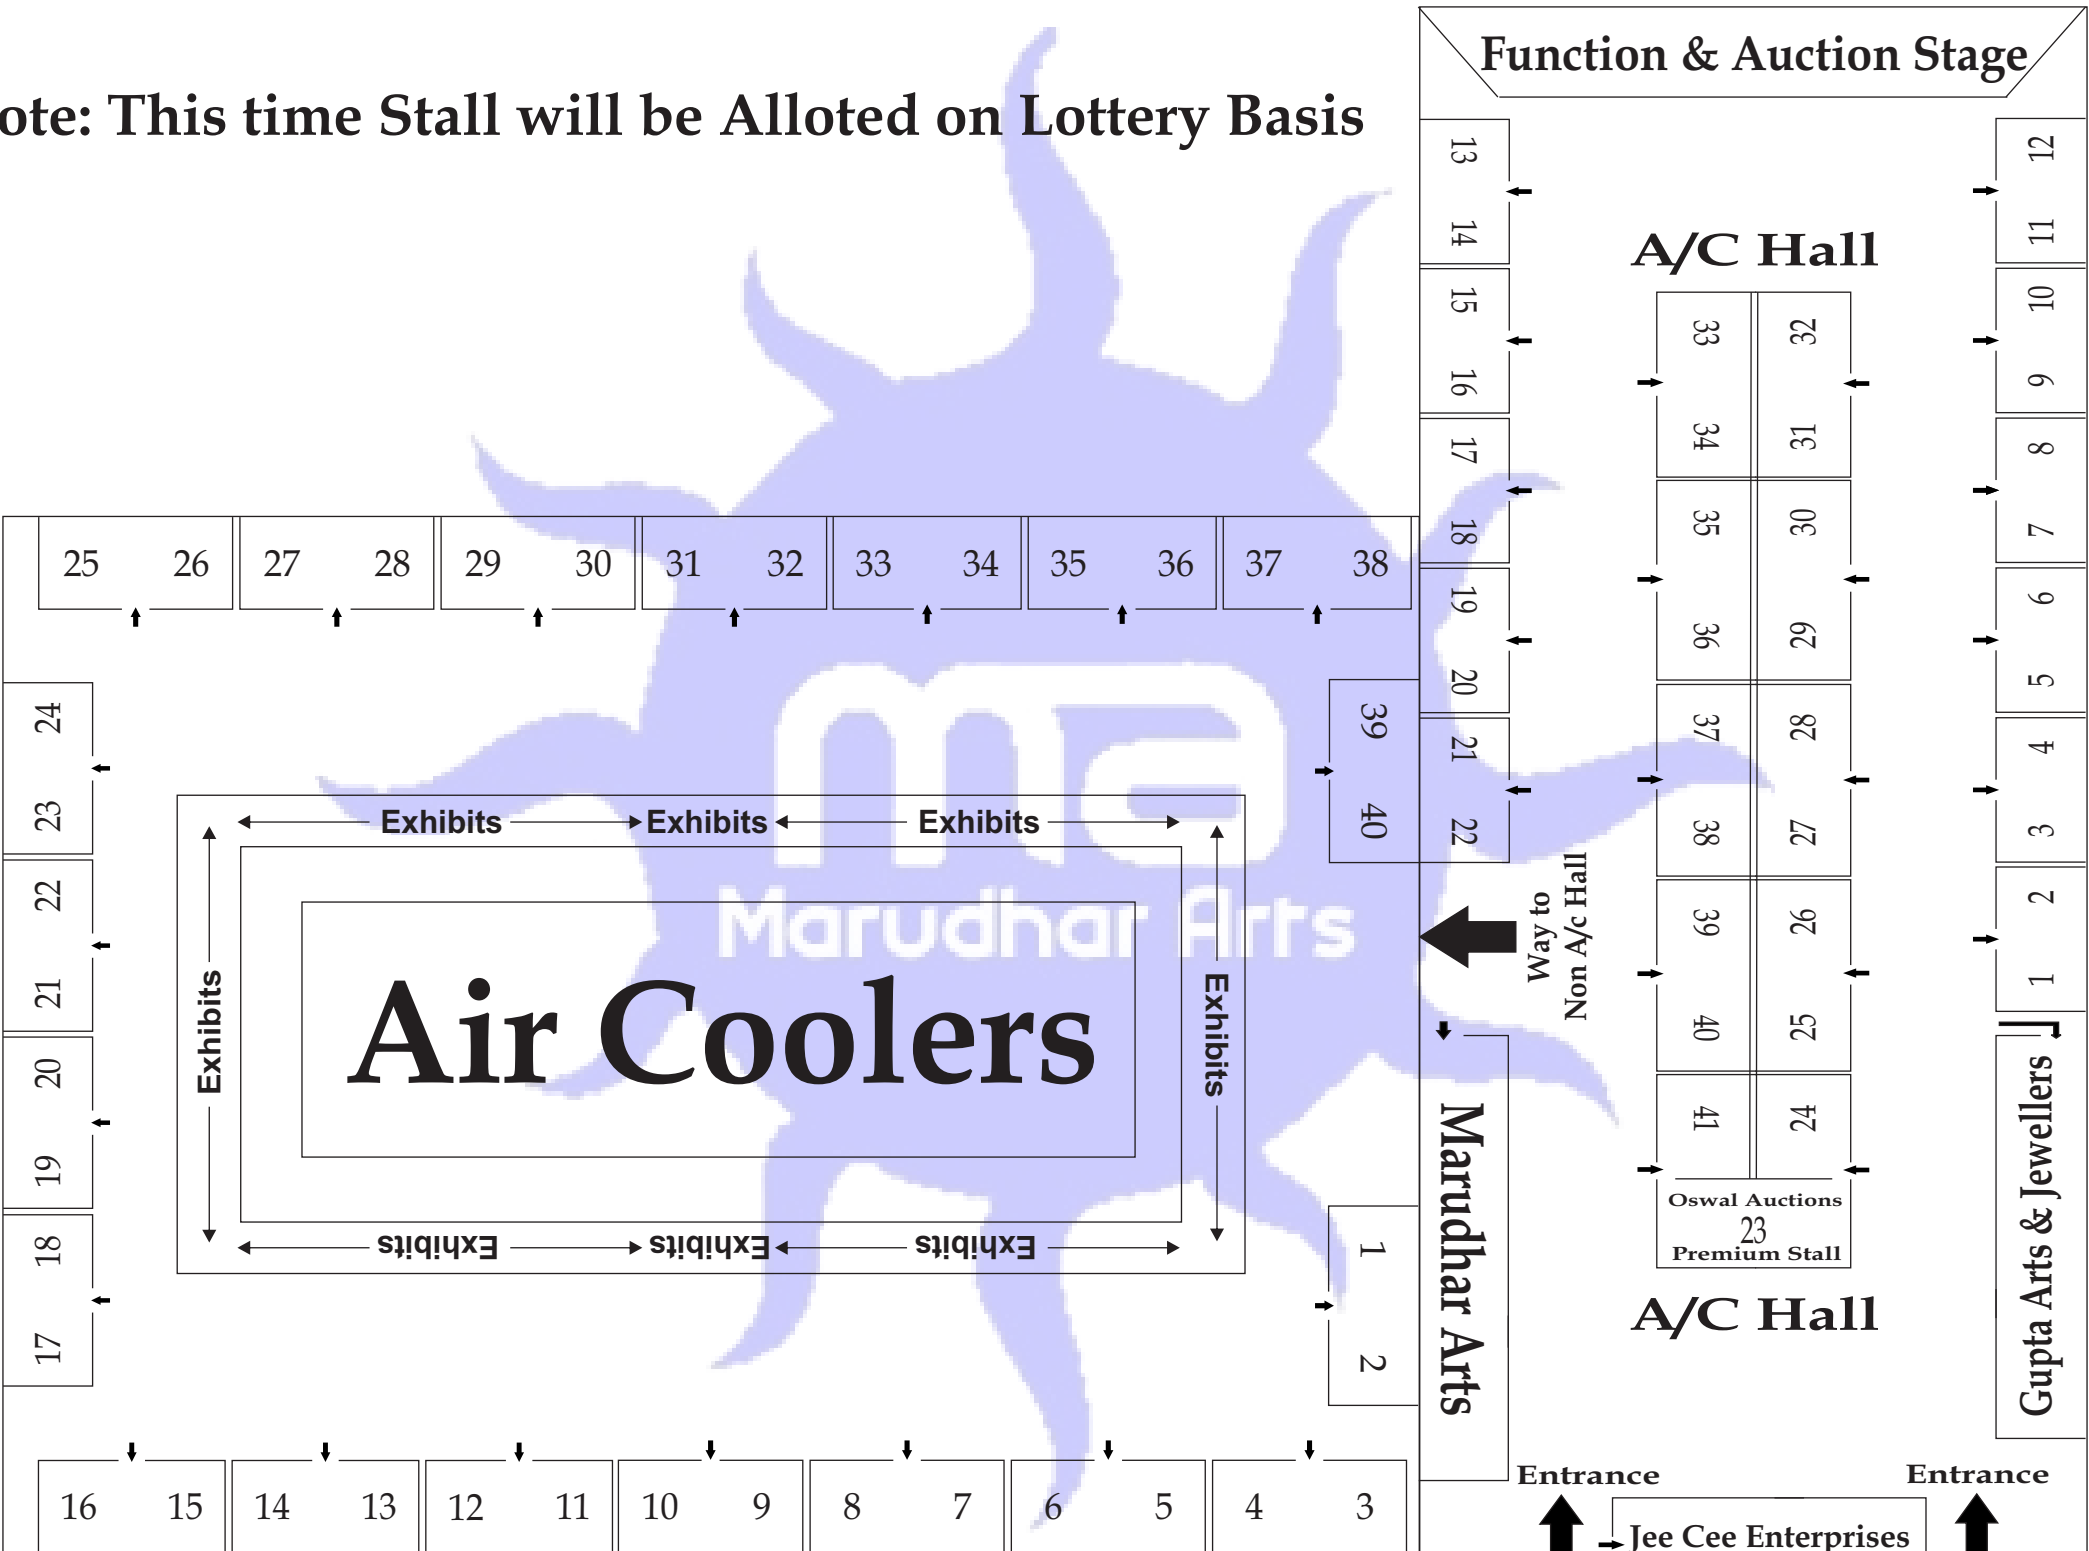 Function & Auction Stage
ote: This time Stall will be Alloted on Lottery Basis
13
14
15
16
17
18
19
20
21
22
A/C Hall
33 32
34 31
35 30
36 29
37 28
38 27
39 26
40 25
41 24
Oswal Auctions
23
Premium Stall
A/C Hall
12
11
10
9
8
7
6
5
4
3
2
1
Gupta Arts & Jewellers
Way to
Non A/c Hall
Marudhar Arts
Entrance
Entrance
Jee Cee Enterprises
25 26 27 28 29 30 31 32 33 34 35 36 37 38
39
40
24
23
22
21
20
19
18
17
Exhibits Exhibits Exhibits
Exhibits
Exhibits
ma
Marudhar Arts
Air Coolers
Exhibits Exhibits Exhibits
1
2
16 15 14 13 12 11 10 9 8 7 6 5 4 3